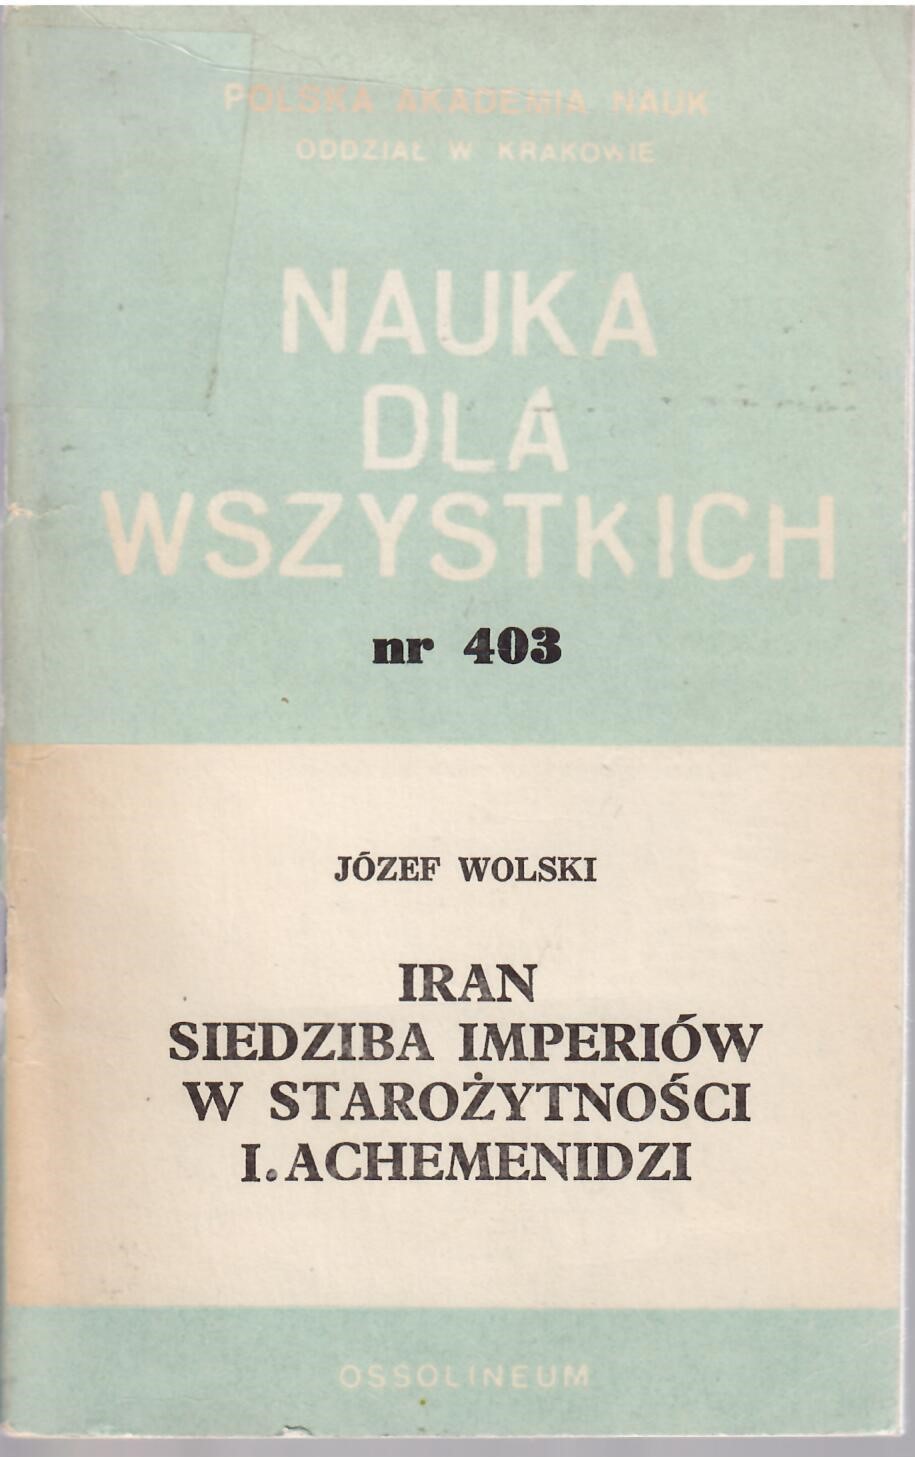 POLSKA AKADEMIA NAUK
ODDZIAŁ W KRAKOWIE
NAUKA
DLA
WSZYSTKICH
nr 403
JÓZEF WOLSKI
IRAN
SIEDZIBA IMPERIÓW
W STAROŻYTNOŚCI
I. ACHEMENIDZI
OSSOLINEUM